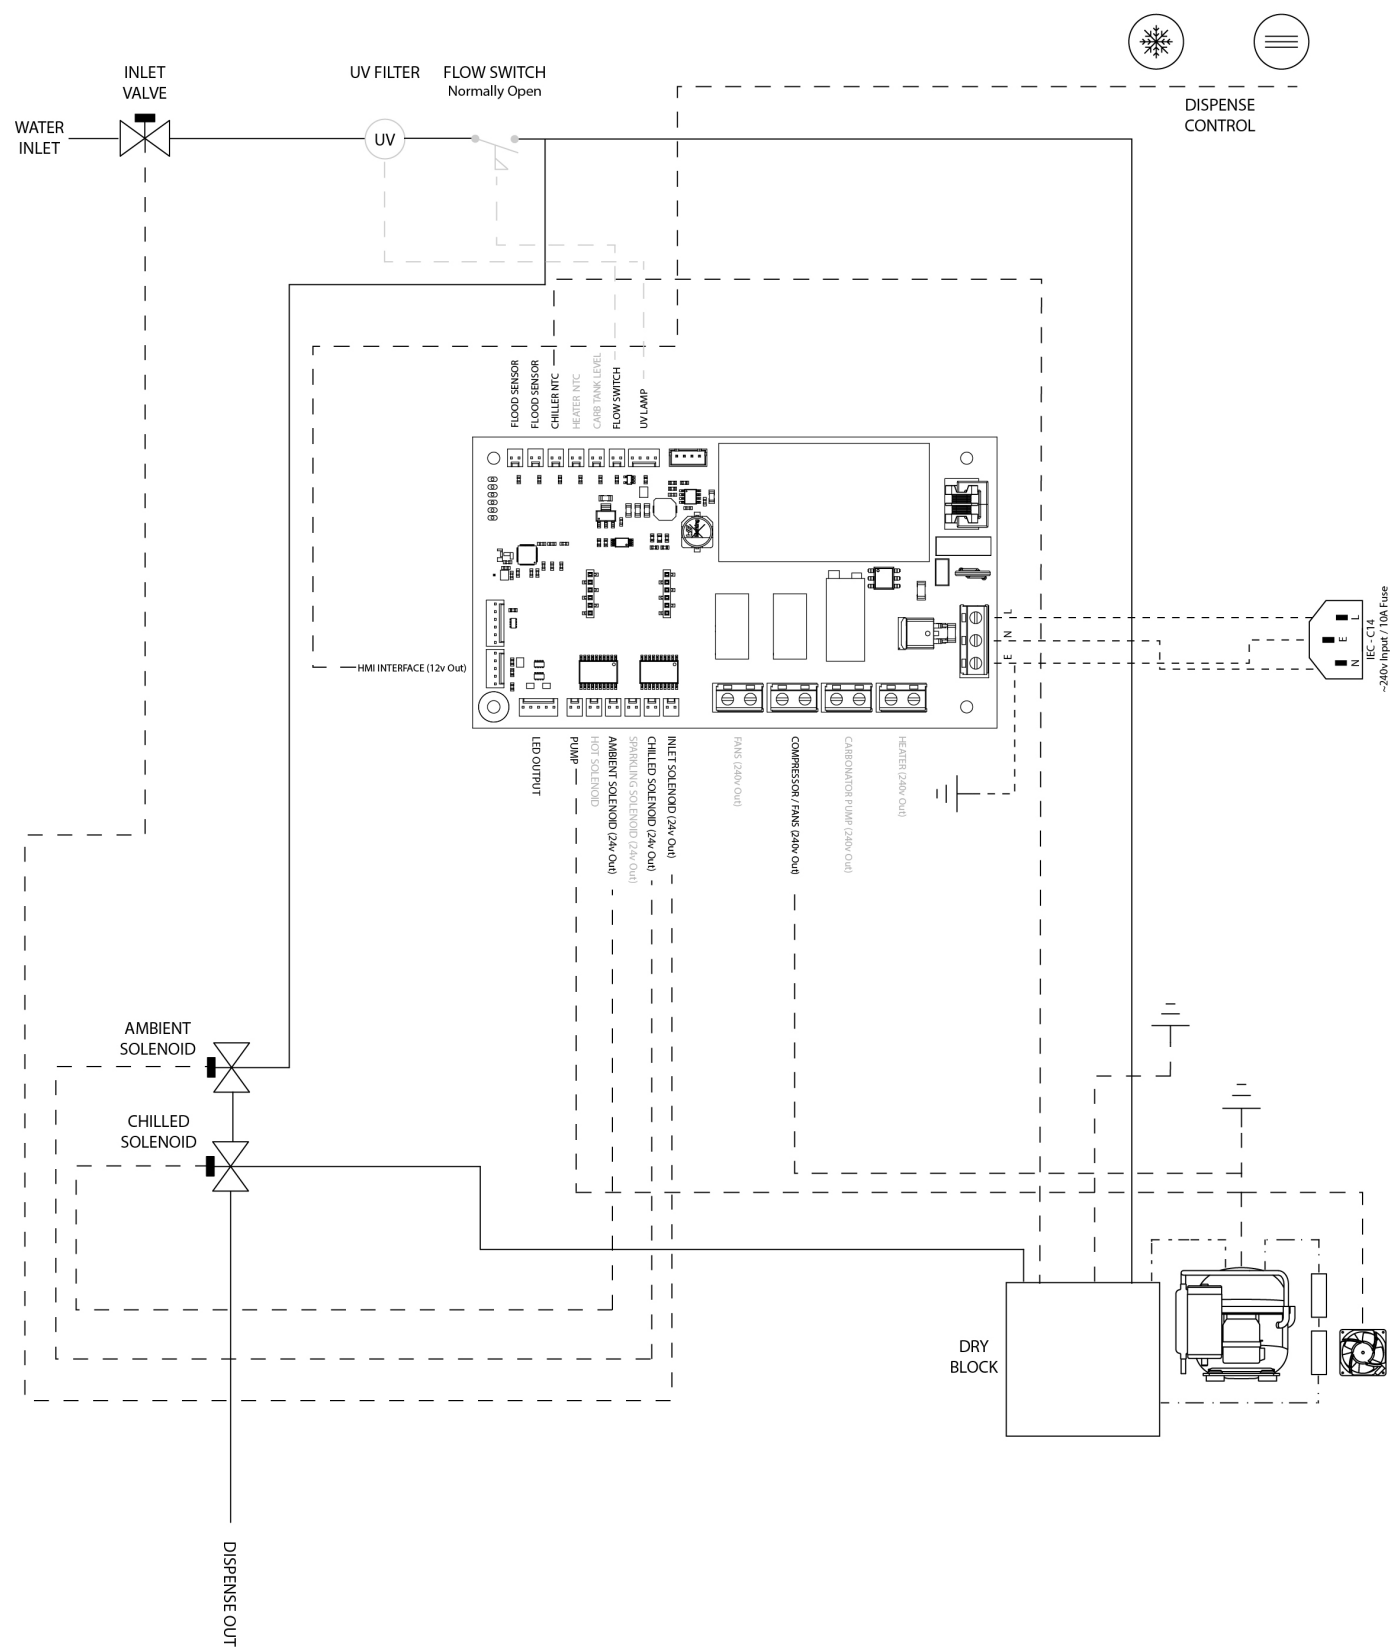 INLET
VALVE
UV FILTER
FLOW SWITCH
Normally Open
DISPENSE
CONTROL
WATER
INLET
UV
FLOOD SENSOR
FLOOD SENSOR
CHILLER NTC
HEATER NTC
CARB TANK LEVEL
FLOW SWITCH
UV LAMP
L
N
E
L
E
N
IEC - C14
~240v Input / 10A Fuse
HMI INTERFACE (12v Out)
LED OUTPUT
PUMP
HOT SOLENOID
AMBIENT SOLENOID (24v Out)
SPARKLING SOLENOID (24v Out)
CHILLED SOLENOID (24v Out)
INLET SOLENOID (24v Out)
FANS (240v Out)
COMPRESSOR / FANS (240v Out)
CARBONATOR PUMP (240v Out)
HEATER (240v Out)
AMBIENT
SOLENOID
CHILLED
SOLENOID
DRY
BLOCK
DISPENSE OUT